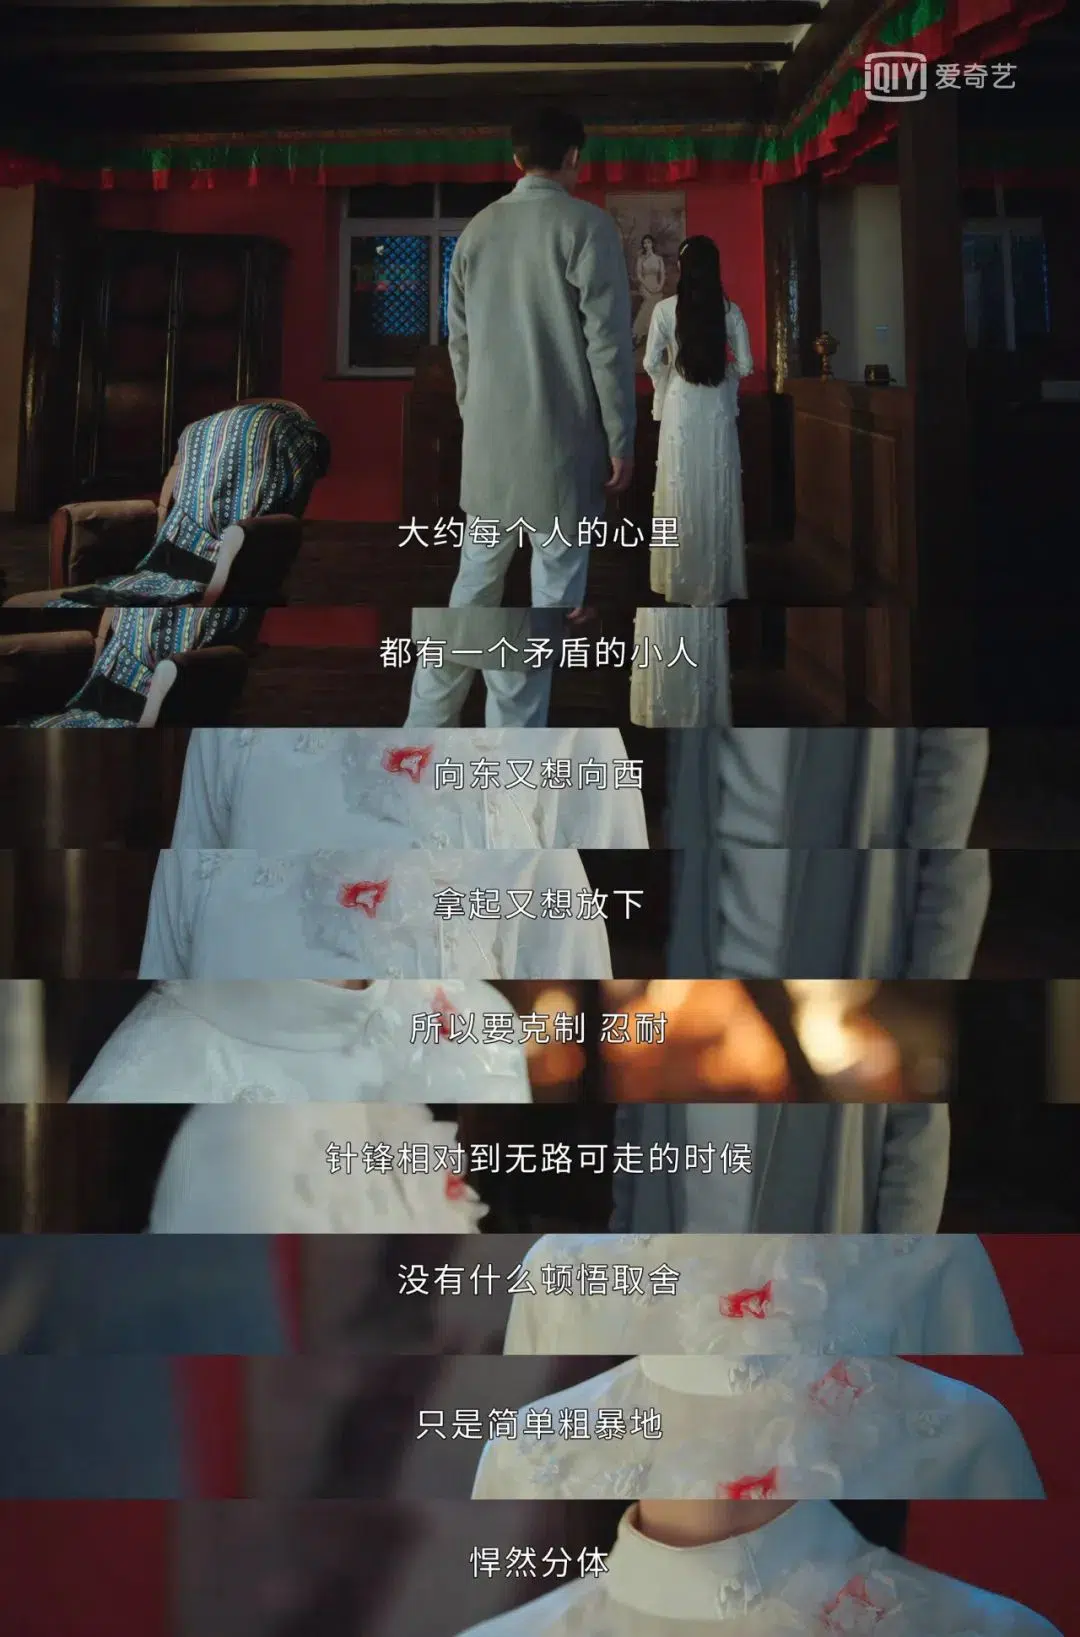 iQIYI 爱奇艺
大约每个人的心里
都有一个矛盾的小人
向东又想向西
拿起又想放下
所以要克制 忍耐
针锋相对到无路可走的时候
没有什么顿悟取舍
只是简单粗暴地
悍然分体